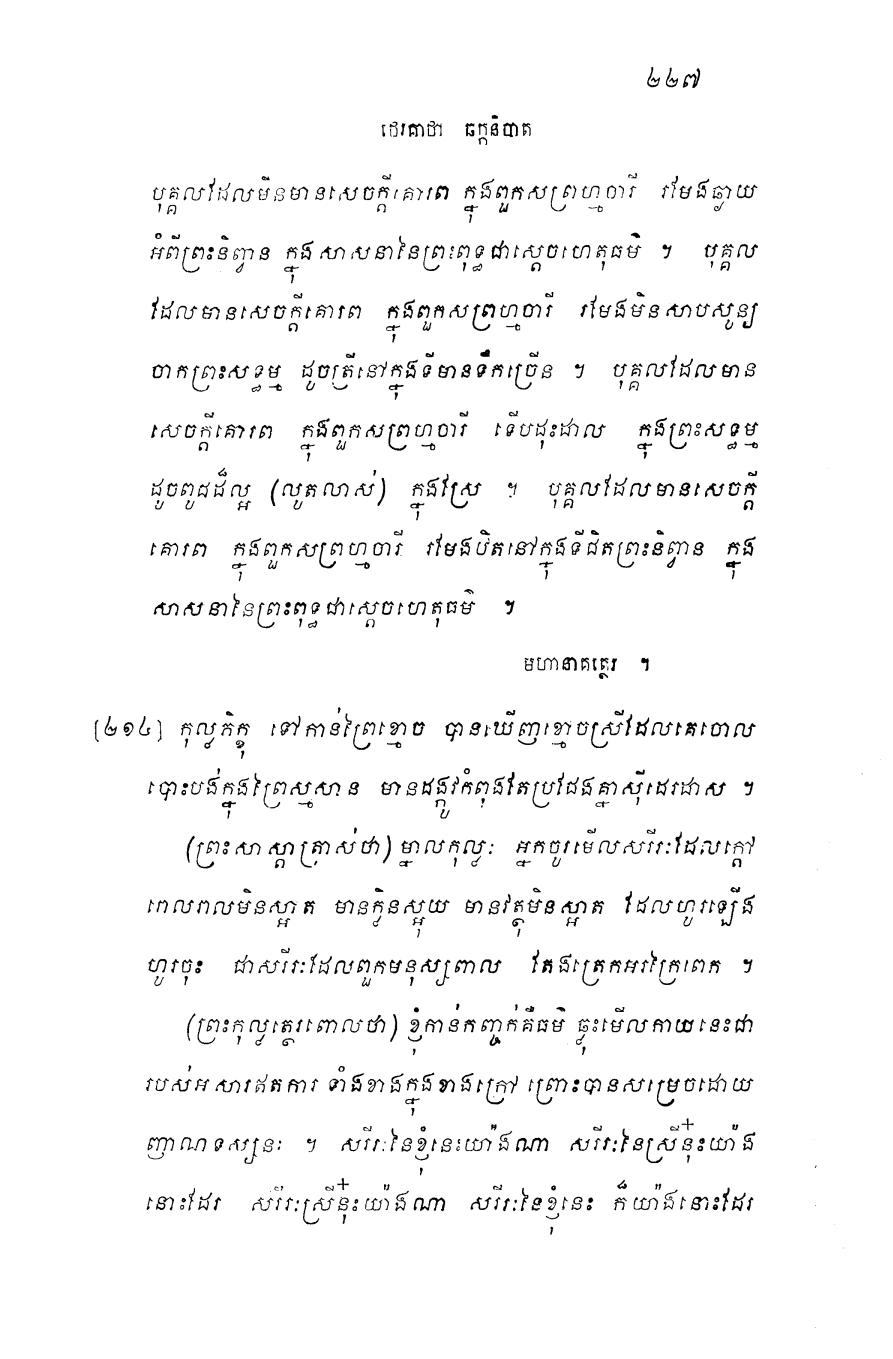 ២២៧
ថេរគាថា ឆក្កនិបាត
បុគ្គលដែលមិនមានសេចក្តីគោរព ក្នុងពួកសព្រហ្មចារី រមែងឆ្ងាយ
អំពីព្រះនិព្វាន ក្នុងសាសនានៃព្រះពុទ្ធជាស្តេចហេតុធម៌ ។ បុគ្គល
ដែលមានសេចក្តីគោរព ក្នុងពួកសព្រហ្មចារី រមែងមិនសាបសូន្យ
ចាកព្រះសទ្ធម្ម ដូចត្រីនៅក្នុងទីមានទឹកច្រើន ។ បុគ្គលដែលមាន
សេចក្តីគោរព ក្នុងពួកសព្រហ្មចារី ទើបដុះដាល ក្នុងព្រះសទ្ធម្ម
ដូចពូជដ៏ល្អ (លូតលាស់) ក្នុងស្រែ ។ បុគ្គលដែលមានសេចក្តី
គោរព ក្នុងពួកសព្រហ្មចារី រមែងឋិតនៅក្នុងទីជិតព្រះនិព្វាន ក្នុង
សាសនានៃព្រះពុទ្ធជាស្តេចហេតុធម៌ ។
មហានាគត្ថេរ ។
[២១៤] កុល្លភិក្ខុ ទៅកាន់ព្រៃខ្មោច បានឃើញខ្មោចស្រីដែលគេចោល
បោះបង់ក្នុងព្រៃស្មសាន មានដង្កូវកំពុងតែប្រជែងគ្នាស៊ីដេរដាស ។
(ព្រះសាស្តាត្រាស់ថា) ម្នាលកុល្លៈ អ្នកចូរមើលសរីរៈដែលក្តៅ
ពេលរាលមិនស្អាត មានក្លិនស្អុយ មានវត្ថុមិនស្អាត ដែលហូរឡើង
ហូរចុះ ជាសរីរៈដែលពួកមនុស្សពាល តែងត្រេកអរក្រៃពេក ។
(ព្រះកុល្លត្ថេរពោលថា) ខ្ញុំកាន់កញ្ចក់គឺធម៌ ឆ្លុះមើលកាយនេះជា
របស់អសារឥតការ ទាំងខាងក្នុងខាងក្រៅ ព្រោះបានសម្រេចដោយ
ញាណទស្សនៈ ។ សរីរៈនៃខ្ញុំនេះយ៉ាងណា សរីរៈនៃស្រីនុ៎ះយ៉ាង
នោះដែរ សរីរៈស្រីនុ៎ះយ៉ាងណា សរីរៈនៃខ្ញុំនេះ ក៏យ៉ាងនោះដែរ